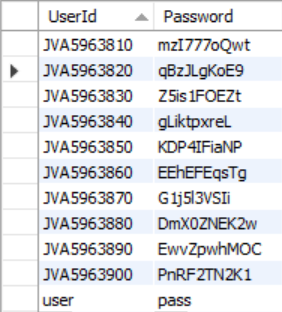 UserId Password
JVA5963810 mzI777oQwt
JVA5963820 qBzJLgKoE9
JVA5963830 Z5is1FOEZt
JVA5963840 gLiktpxreL
JVA5963850 KDP4IFiaNP
JVA5963860 EEhEFEqsTg
JVA5963870 G1j5l3VSIi
JVA5963880 DmX0ZNEK2w
JVA5963890 EwvZpwhMOC
JVA5963900 PnRF2TN2K1
user pass